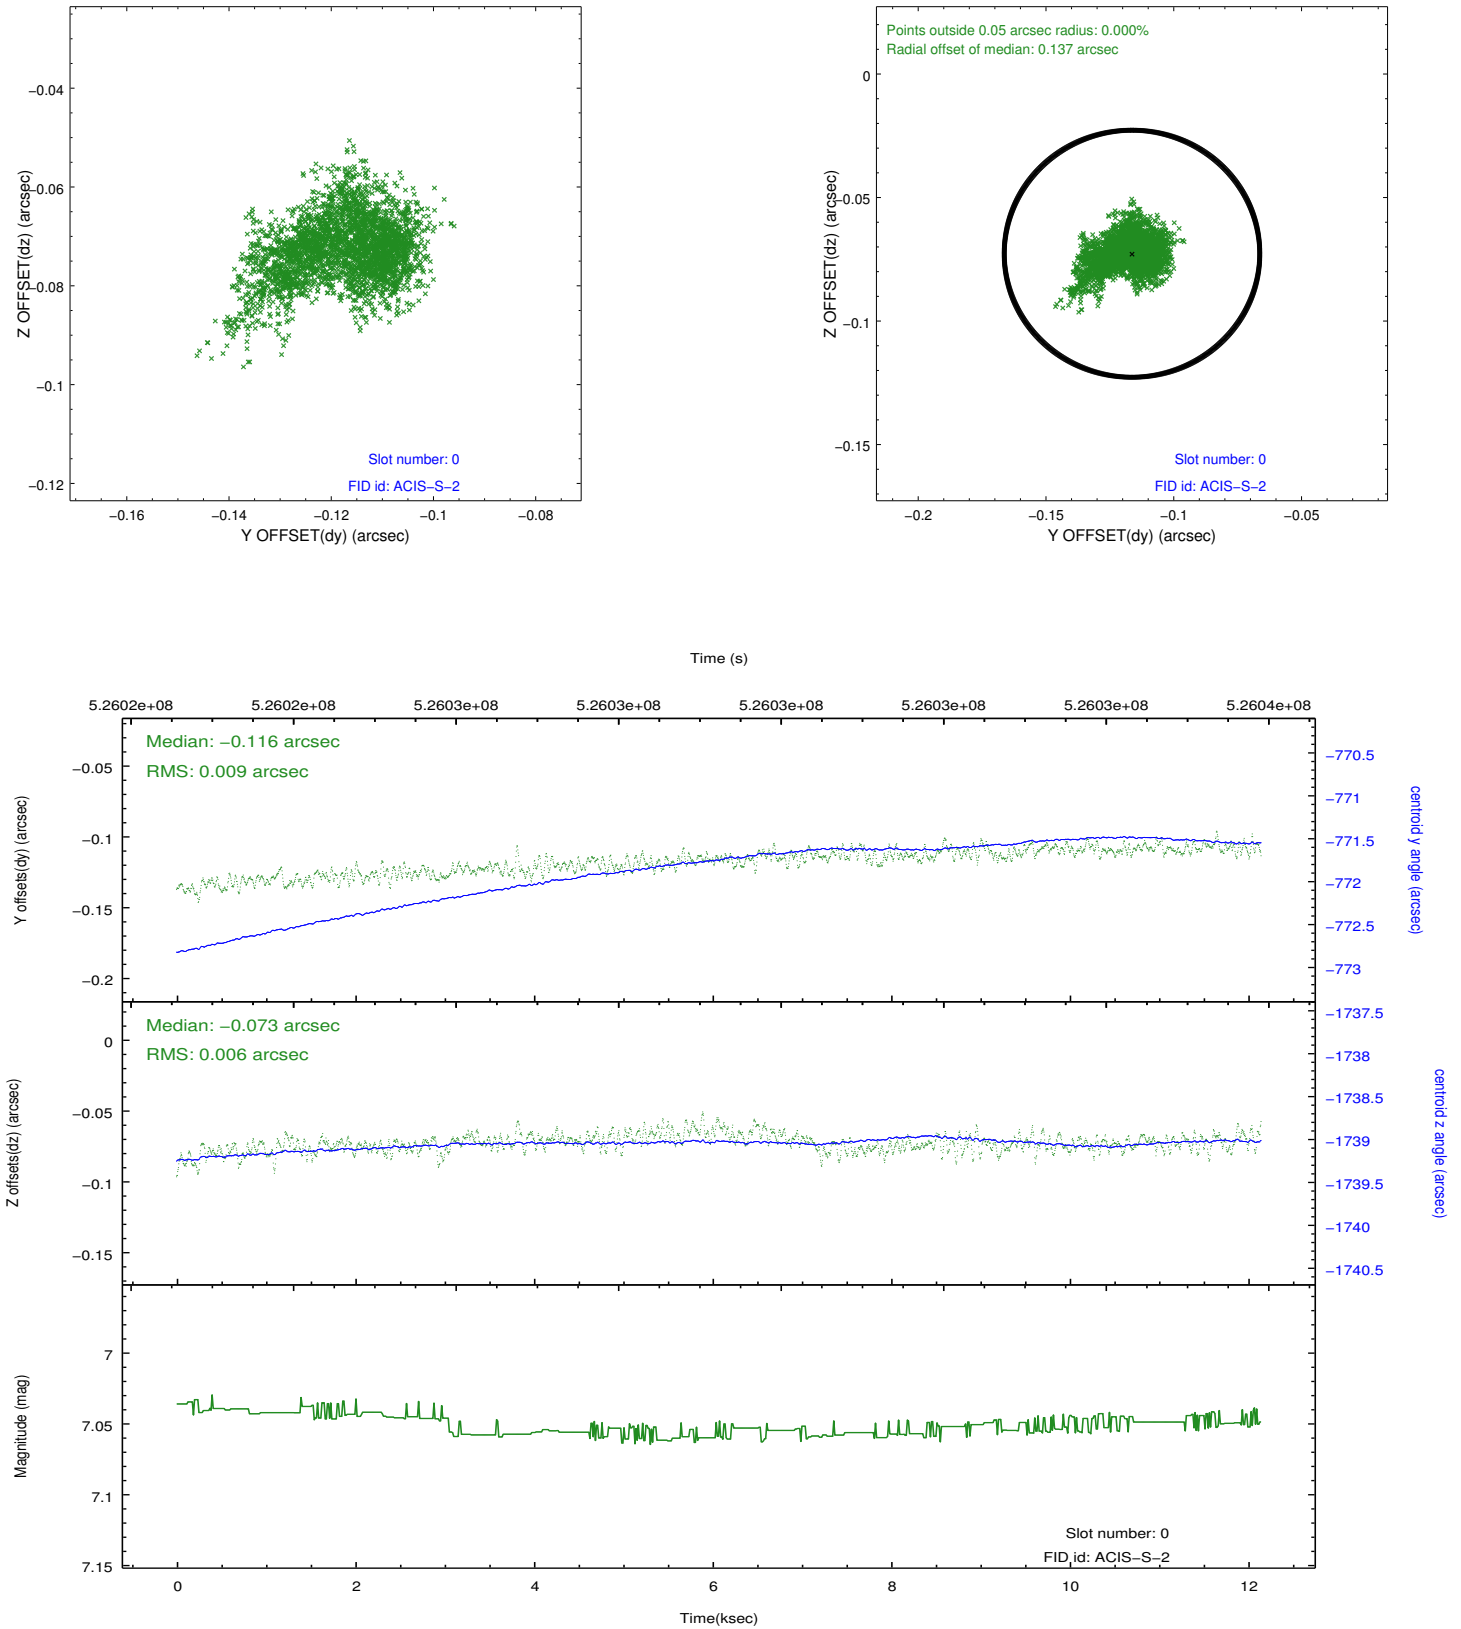 −0.04
−0.06
−0.08
−0.1
−0.12
Z OFFSET(dz) (arcsec)
Slot number: 0
FID id: ACIS−S−2
−0.16
−0.14
−0.12
−0.1
−0.08
Y OFFSET(dy) (arcsec)
Points outside 0.05 arcsec radius: 0.000%
Radial offset of median: 0.137 arcsec
0
−0.05
−0.1
−0.15
Z OFFSET(dz) (arcsec)
Slot number: 0
FID id: ACIS−S−2
−0.2
−0.15
−0.1
−0.05
Y OFFSET(dy) (arcsec)
Time (s)
5.2602e+08
5.2602e+08
5.2603e+08
5.2603e+08
5.2603e+08
5.2603e+08
5.2603e+08
5.2604e+08
Median: −0.116 arcsec
RMS: 0.009 arcsec
−0.05
−0.1
−0.15
−0.2
Y offsets(dy) (arcsec)
−770.5
−771
−771.5
−772
−772.5
−773
centroid y angle (arcsec)
Median: −0.073 arcsec
RMS: 0.006 arcsec
0
−0.05
−0.1
−0.15
Z offsets(dz) (arcsec)
−1737.5
−1738
−1738.5
−1739
−1739.5
−1740
−1740.5
centroid z angle (arcsec)
7
7.05
7.1
7.15
Magnitude (mag)
Slot number: 0
FID id: ACIS−S−2
0
2
4
6
8
10
12
Time(ksec)